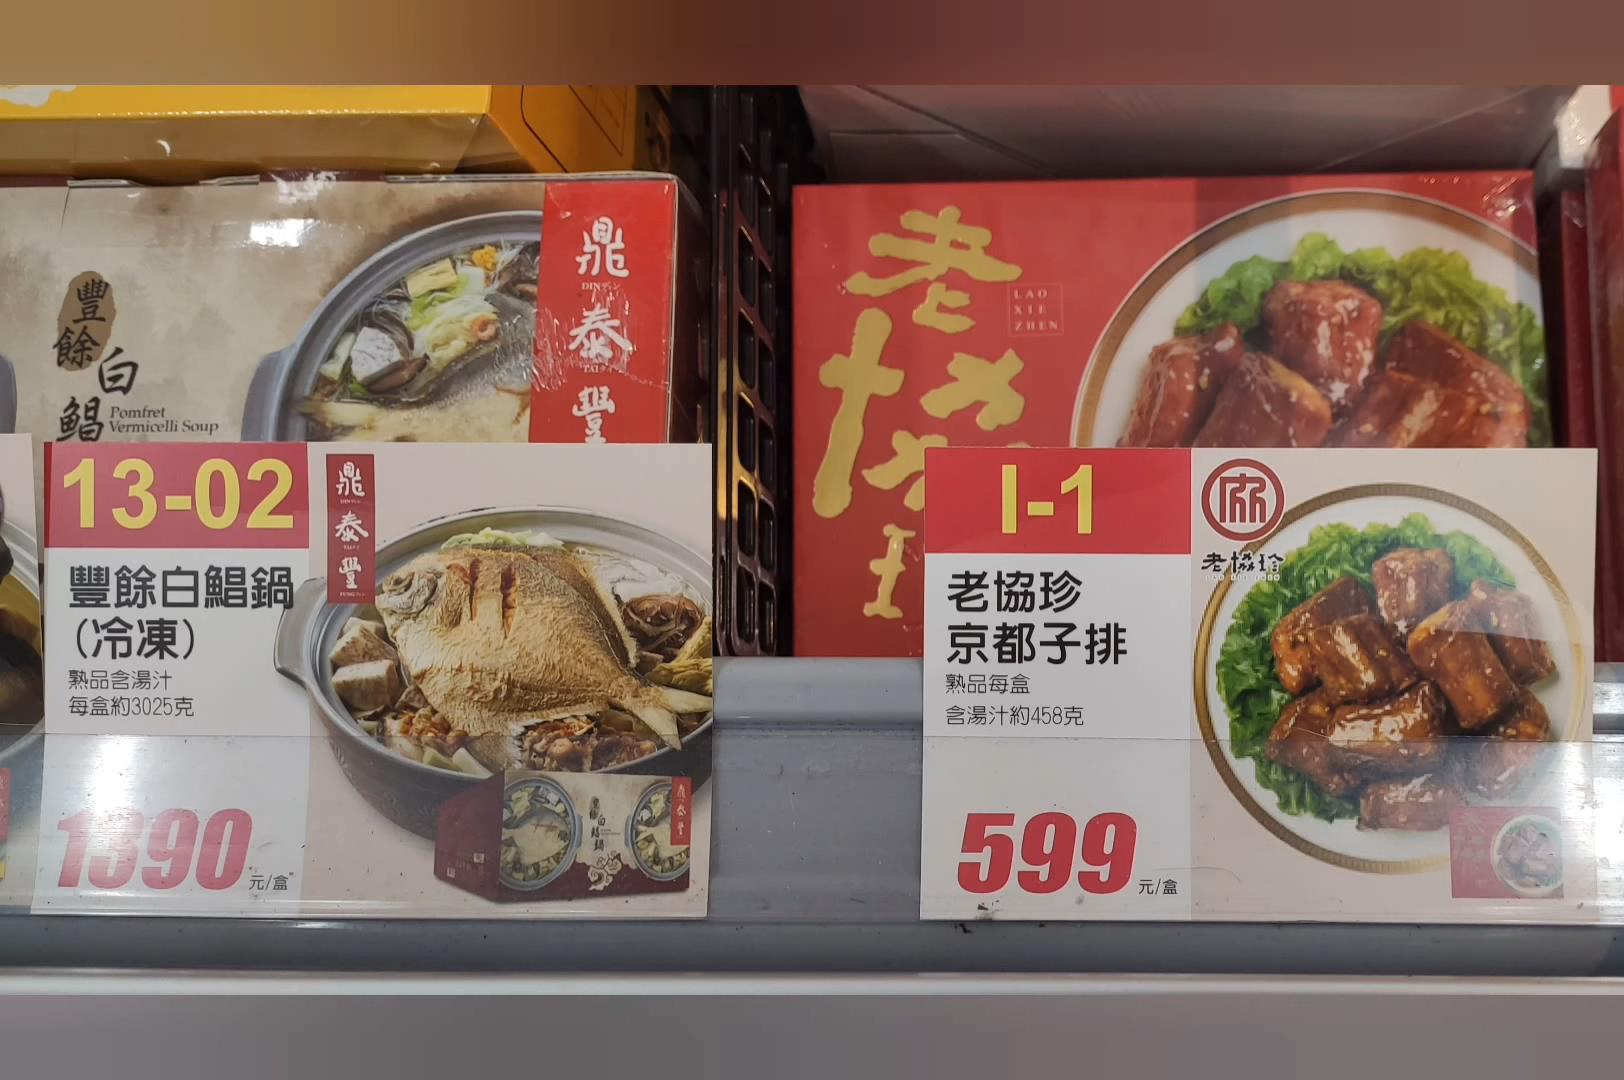 豐餘
白鯧
Pomfret
Vermicelli Soup
鼎
DIN
泰
TAI
豐
老協珍
LAO
XIE
ZHEN
13-02
鼎
泰
豐
豐餘白鯧鍋
(冷凍)
熟品含湯汁
每盒約3025克
1390 元/盒
I-1
老協珍
老協珍
京都子排
熟品每盒
含湯汁約458克
599 元/盒